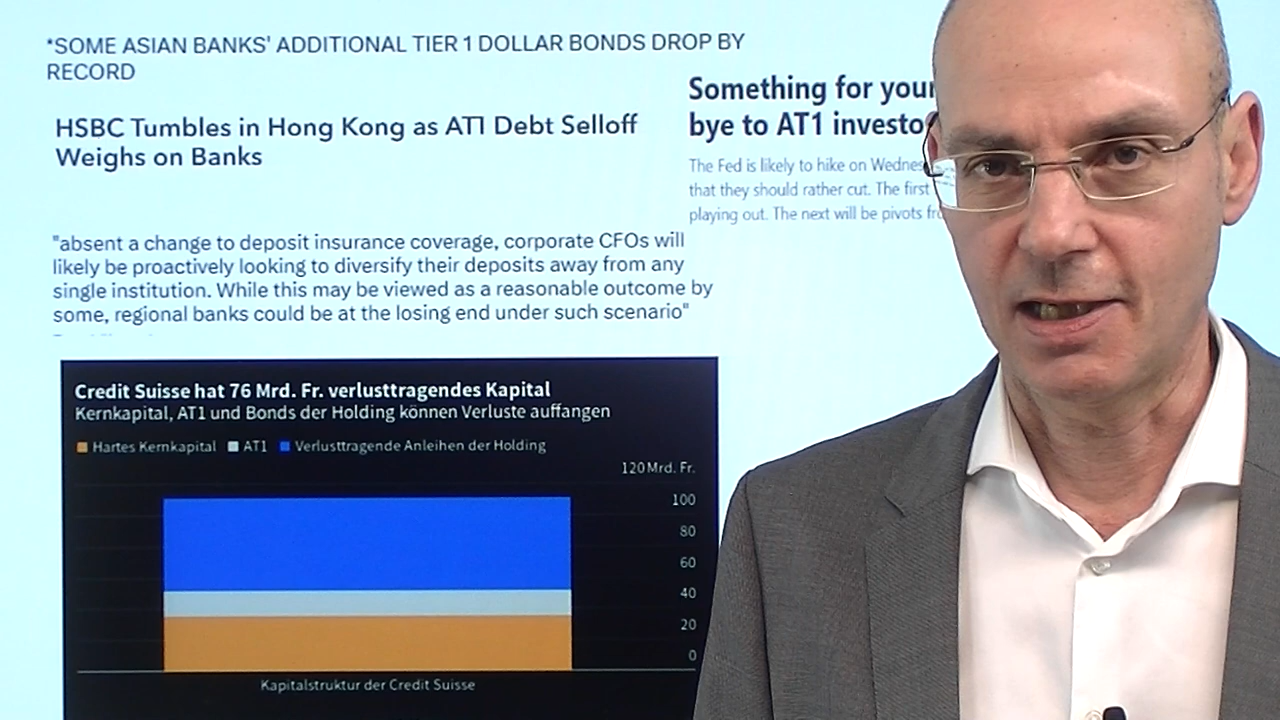 *SOME ASIAN BANKS' ADDITIONAL TIER 1 DOLLAR BONDS DROP BY
RECORD
HSBC Tumbles in Hong Kong as AT1 Debt Selloff
Weighs on Banks
Something for your
bye to AT1 investo
The Fed is likely to hike on Wednes
that they should rather cut. The first
playing out. The next will be pivots fr
"absent a change to deposit insurance coverage, corporate CFOs will
likely be proactively looking to diversify their deposits away from any
single institution. While this may be viewed as a reasonable outcome by
some, regional banks could be at the losing end under such scenario"
Credit Suisse hat 76 Mrd. Fr. verlusttragendes Kapital
Kernkapital, AT1 und Bonds der Holding können Verluste auffangen
Hartes Kernkapital AT1 Verlusttragende Anleihen der Holding
120 Mrd. Fr.
100
80
60
40
20
0
Kapitalstruktur der Credit Suisse